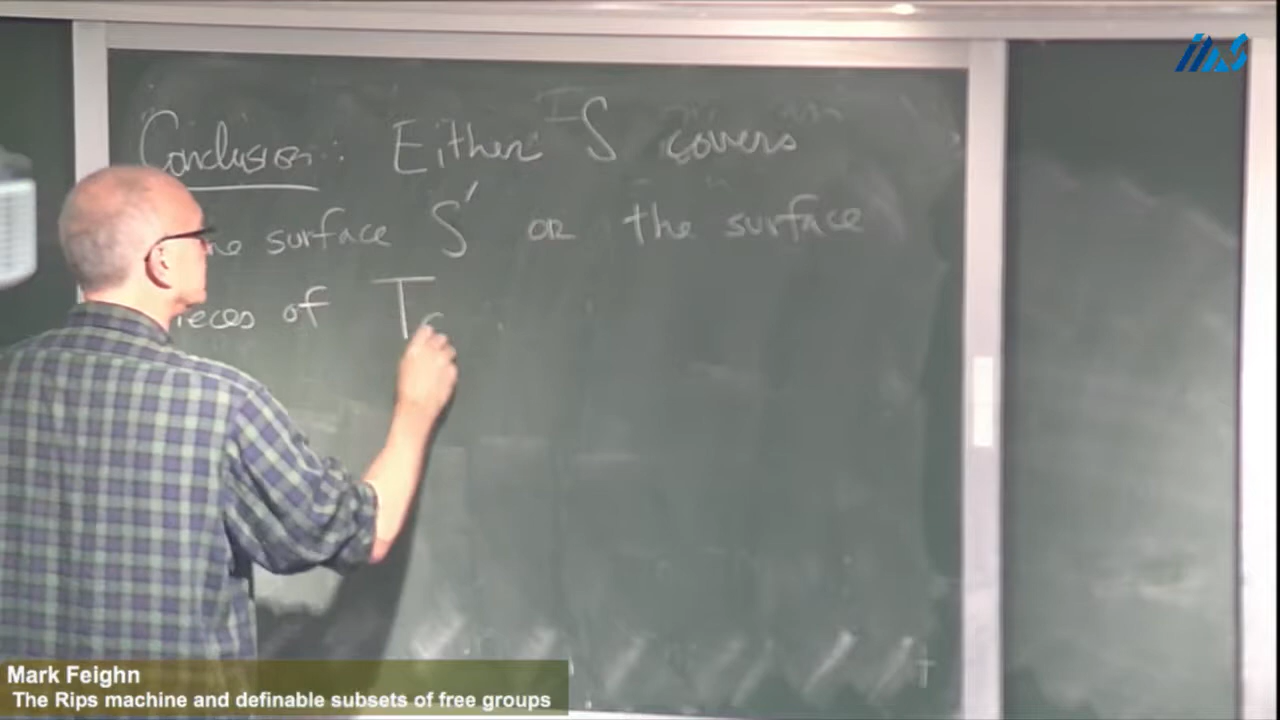 Conclusion: Either S covers
surface S' or the surface
of T
Mark Feighn
The Rips machine and definable subsets of free groups